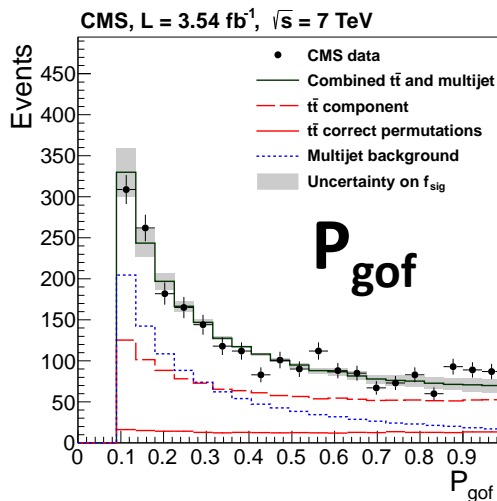 CMS, L = 3.54 fb⁻¹, √s = 7 TeV
Events
CMS data
Combined tt̄ and multijet
tt̄ component
tt̄ correct permutations
Multijet background
Uncertainty on f_sig
P_gof
450
400
350
300
250
200
150
100
50
0
0 0.1 0.2 0.3 0.4 0.5 0.6 0.7 0.8 0.9
P_gof